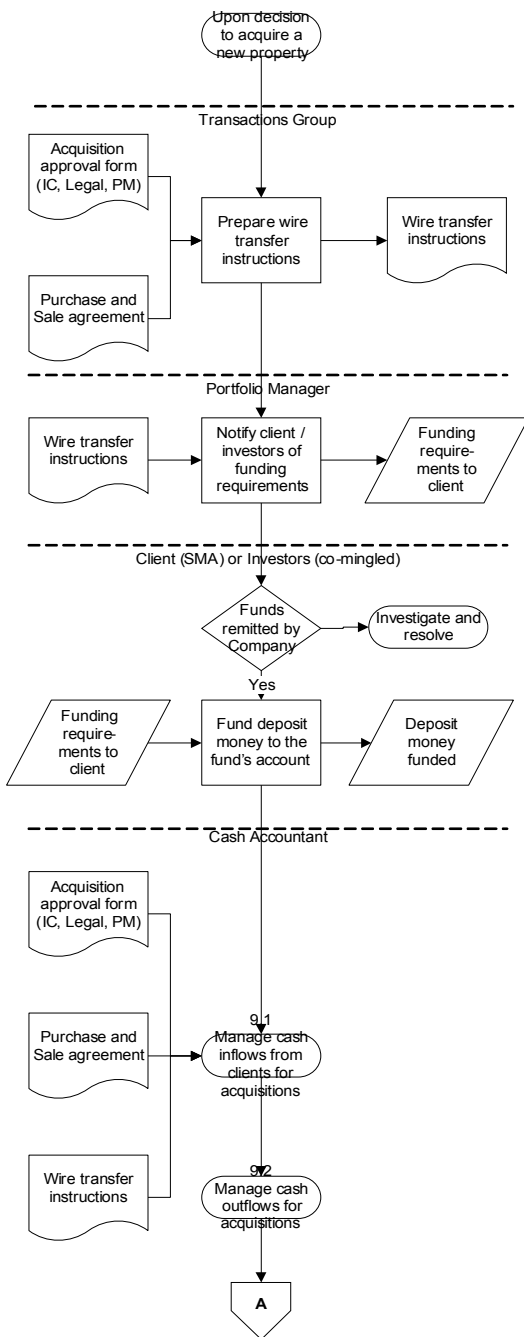 Upon decision
to acquire a
new property
Transactions Group
Acquisition
approval form
(IC, Legal, PM)
Prepare wire
transfer
instructions
Wire transfer
instructions
Purchase and
Sale agreement
Portfolio Manager
Wire transfer
instructions
Notify client /
investors of
funding
requirements
Funding
require-
ments to
client
Client (SMA) or Investors (co-mingled)
Funds
remitted by
Company
Investigate and
resolve
Yes
Funding
require-
ments to
client
Fund deposit
money to the
fund's account
Deposit
money
funded
Cash Accountant
Acquisition
approval form
(IC, Legal, PM)
Purchase and
Sale agreement
9.1
Manage cash
inflows from
clients for
acquisitions
Wire transfer
instructions
9.2
Manage cash
outflows for
acquisitions
A